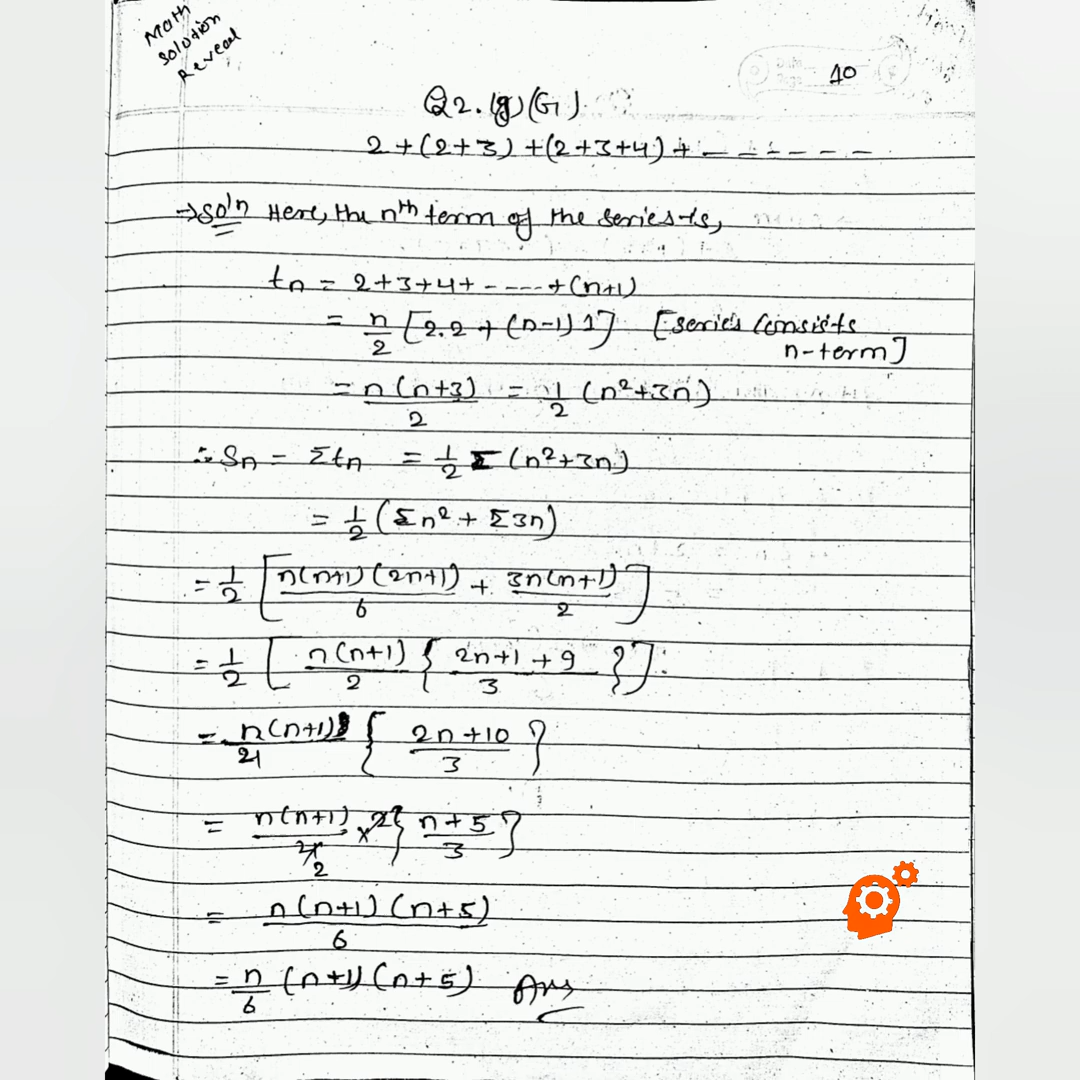 Math
solution
Reveal
10
Q2. (g) (G)
2 + (2+3) + (2+3+4) + - - - - - - -
→ Sol'n Here, the nth term of the series is,
tn = 2+3+4+ - - - - - + (n+1)
= n/2 [2.2 + (n-1) 1] [series consists
n-term]
= n(n+3)/2 = 1/2 (n²+3n)
∴ Sn = Σtn = 1/2 Σ (n²+3n)
= 1/2 (Σn² + Σ3n)
= 1/2 [n(n+1)(2n+1)/6 + 3n(n+1)/2]
= 1/2 [n(n+1)/2 {2n+1+9/3}]
= n(n+1)/4 {2n+10/3}
= n(n+1)/4 2 × 2 {n+5/3}
= n(n+1)(n+5)/6
= n/6 (n+1)(n+5) Ans